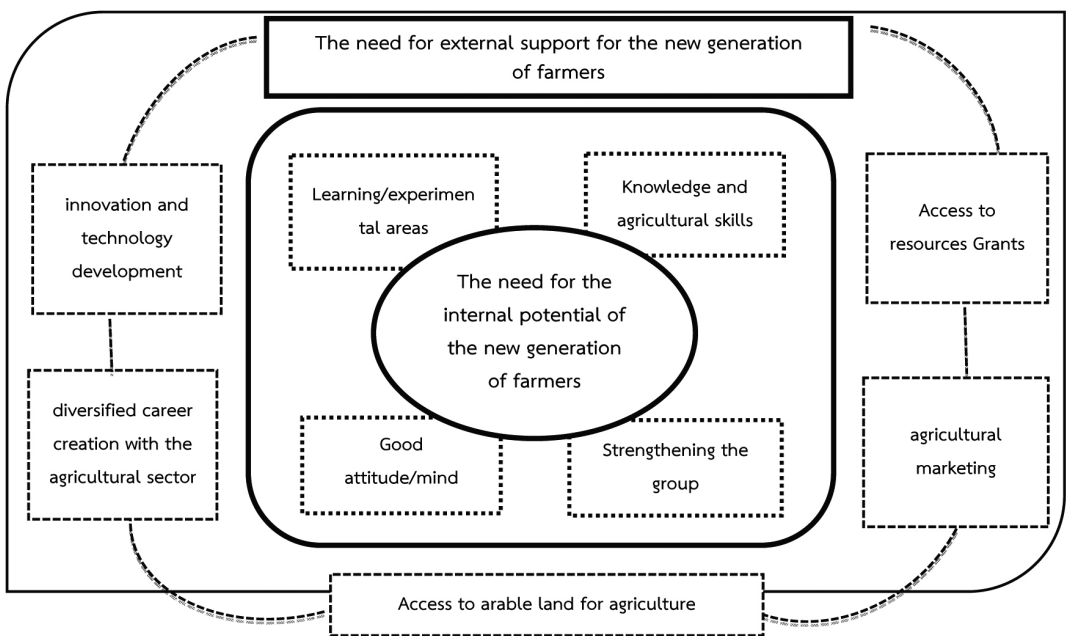 The need for external support for the new generation
of farmers
Learning/experimen
tal areas
Knowledge and
agricultural skills
innovation and
technology
development
Access to
resources Grants
The need for the
internal potential of
the new generation
of farmers
diversified career
creation with the
agricultural sector
Good
attitude/mind
Strengthening the
group
agricultural
marketing
Access to arable land for agriculture